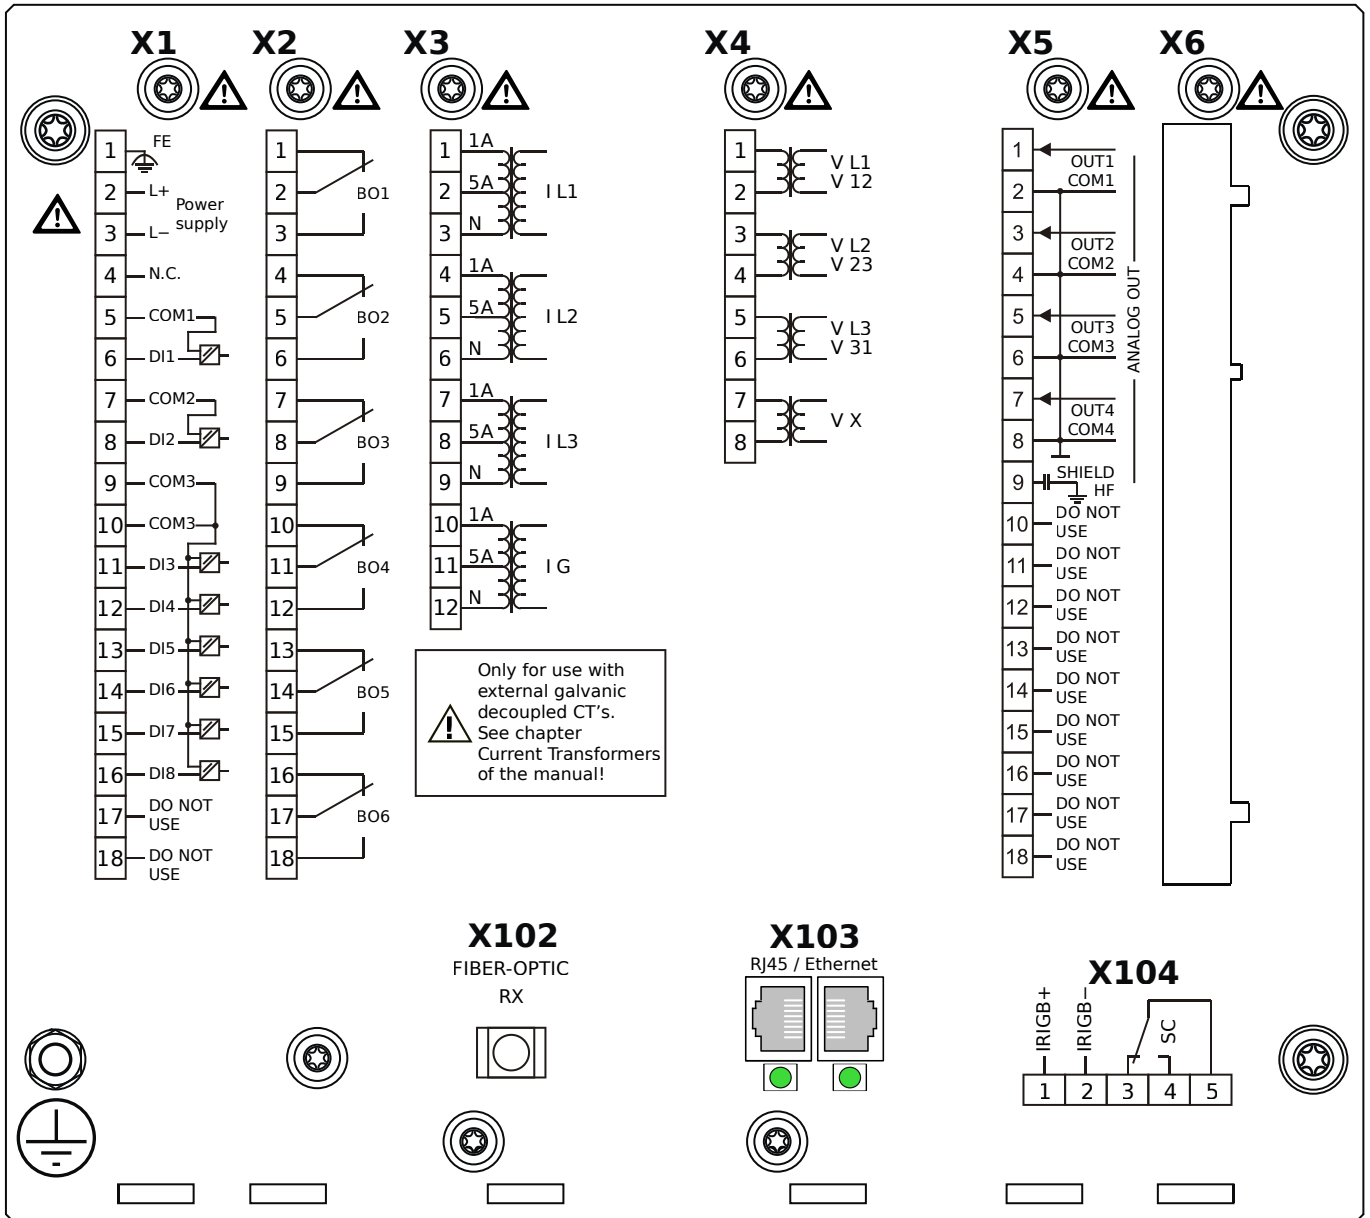 X1
X2
X3
X4
X5
X6
1 FE
2 L+
Power
supply
3 L−
4 N.C.
5 COM1
6 DI1
7 COM2
8 DI2
9 COM3
10 COM3
11 DI3
12 DI4
13 DI5
14 DI6
15 DI7
16 DI8
17 DO NOT
USE
18 DO NOT
USE
1
2 BO1
3
4
5 BO2
6
7
8 BO3
9
10
11 BO4
12
13
14 BO5
15
16
17 BO6
18
1 1A
2 5A I L1
3 N
4 1A
5 5A I L2
6 N
7 1A
8 5A I L3
9 N
10 1A
11 5A I G
12 N
Only for use with
external galvanic
decoupled CT's.
See chapter
Current Transformers
of the manual!
1 V L1
2 V 12
3 V L2
4 V 23
5 V L3
6 V 31
7 V X
8
1 OUT1
2 COM1
3 OUT2
4 COM2
5 OUT3
6 COM3
7 OUT4
8 COM4
9 SHIELD
HF
ANALOG OUT
10 DO NOT
USE
11 DO NOT
USE
12 DO NOT
USE
13 DO NOT
USE
14 DO NOT
USE
15 DO NOT
USE
16 DO NOT
USE
17 DO NOT
USE
18 DO NOT
USE
X102
FIBER-OPTIC
RX
X103
RJ45 / Ethernet
X104
IRIGB+
IRIGB−
SC
1 2 3 4 5